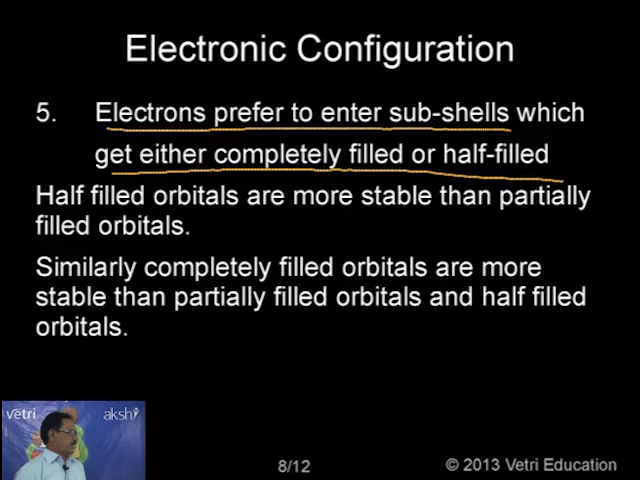 Electronic Configuration
5. Electrons prefer to enter sub-shells which
get either completely filled or half-filled
Half filled orbitals are more stable than partially
filled orbitals.
Similarly completely filled orbitals are more
stable than partially filled orbitals and half filled
orbitals.
vetri akshy
8/12 © 2013 Vetri Education